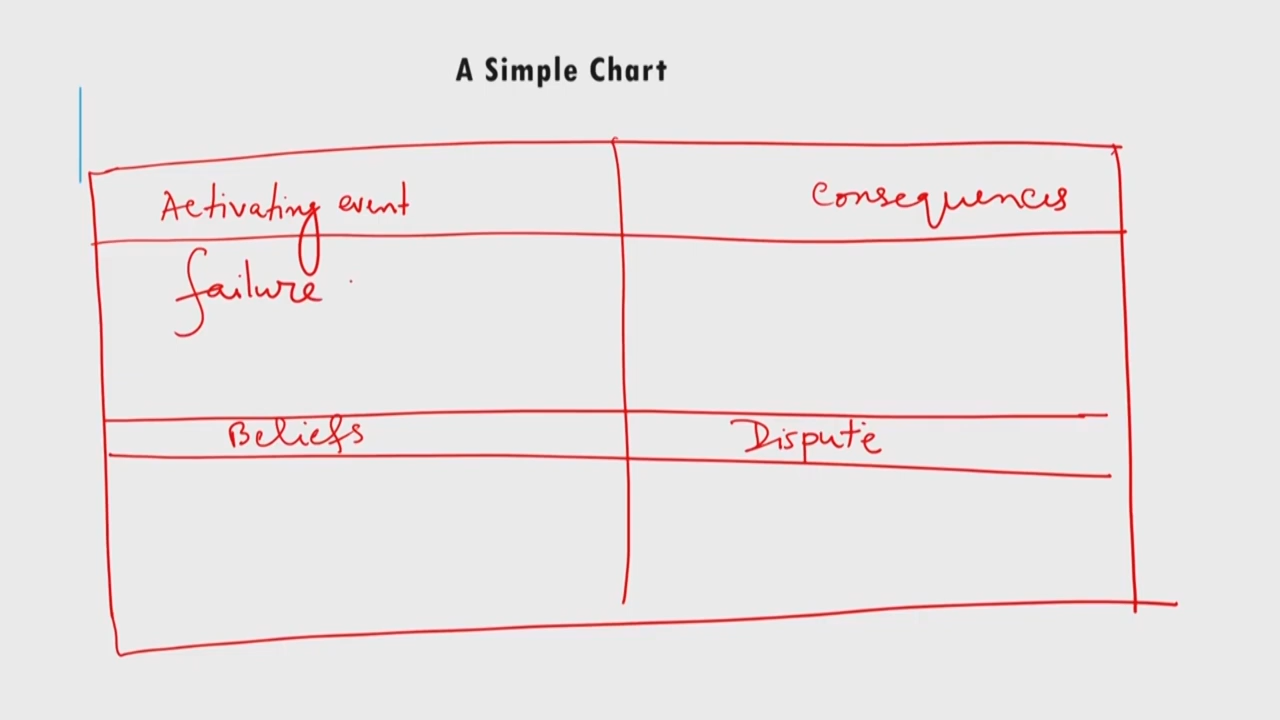 A Simple Chart
Activating event
Consequences
failure
Beliefs
Dispute